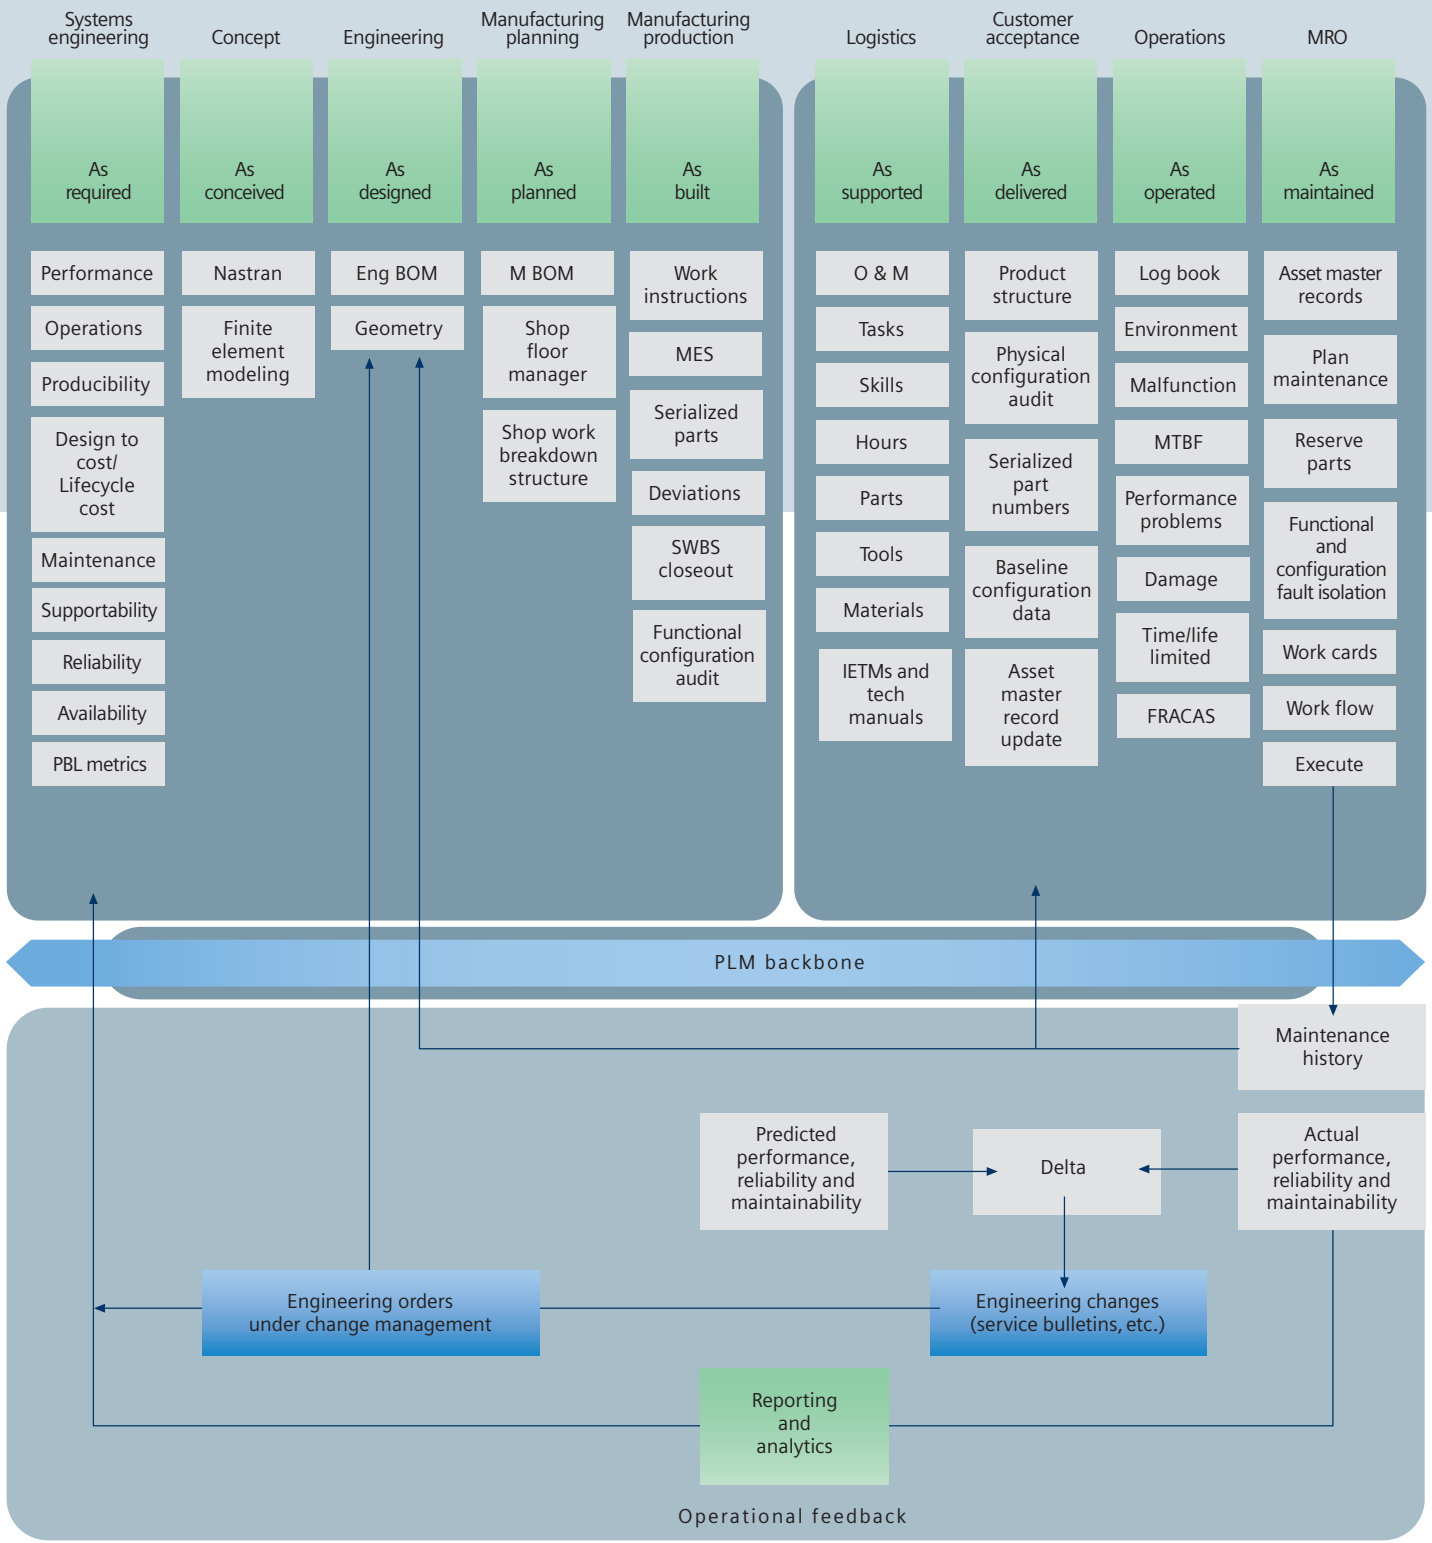 Systems
engineering
Concept
Engineering
Manufacturing
planning
Manufacturing
production
Logistics
Customer
acceptance
Operations
MRO
As
required
As
conceived
As
designed
As
planned
As
built
As
supported
As
delivered
As
operated
As
maintained
Performance
Operations
Producibility
Design to
cost/
Lifecycle
cost
Maintenance
Supportability
Reliability
Availability
PBL metrics
Nastran
Finite
element
modeling
Eng BOM
Geometry
M BOM
Shop
floor
manager
Shop work
breakdown
structure
Work
instructions
MES
Serialized
parts
Deviations
SWBS
closeout
Functional
configuration
audit
O & M
Tasks
Skills
Hours
Parts
Tools
Materials
IETMs and
tech
manuals
Product
structure
Physical
configuration
audit
Serialized
part
numbers
Baseline
configuration
data
Asset
master
record
update
Log book
Environment
Malfunction
MTBF
Performance
problems
Damage
Time/life
limited
FRACAS
Asset master
records
Plan
maintenance
Reserve
parts
Functional
and
configuration
fault isolation
Work cards
Work flow
Execute
PLM backbone
Maintenance
history
Predicted
performance,
reliability and
maintainability
Delta
Actual
performance,
reliability and
maintainability
Engineering orders
under change management
Engineering changes
(service bulletins, etc.)
Reporting
and
analytics
Operational feedback